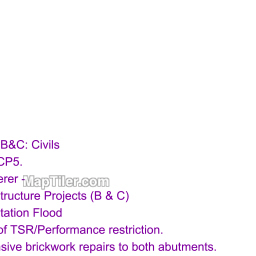 B&C: Civils
CP5.
erer -
MapTiler.com
tructure Projects (B & C)
tation Flood
of TSR/Performance restriction.
sive brickwork repairs to both abutments.